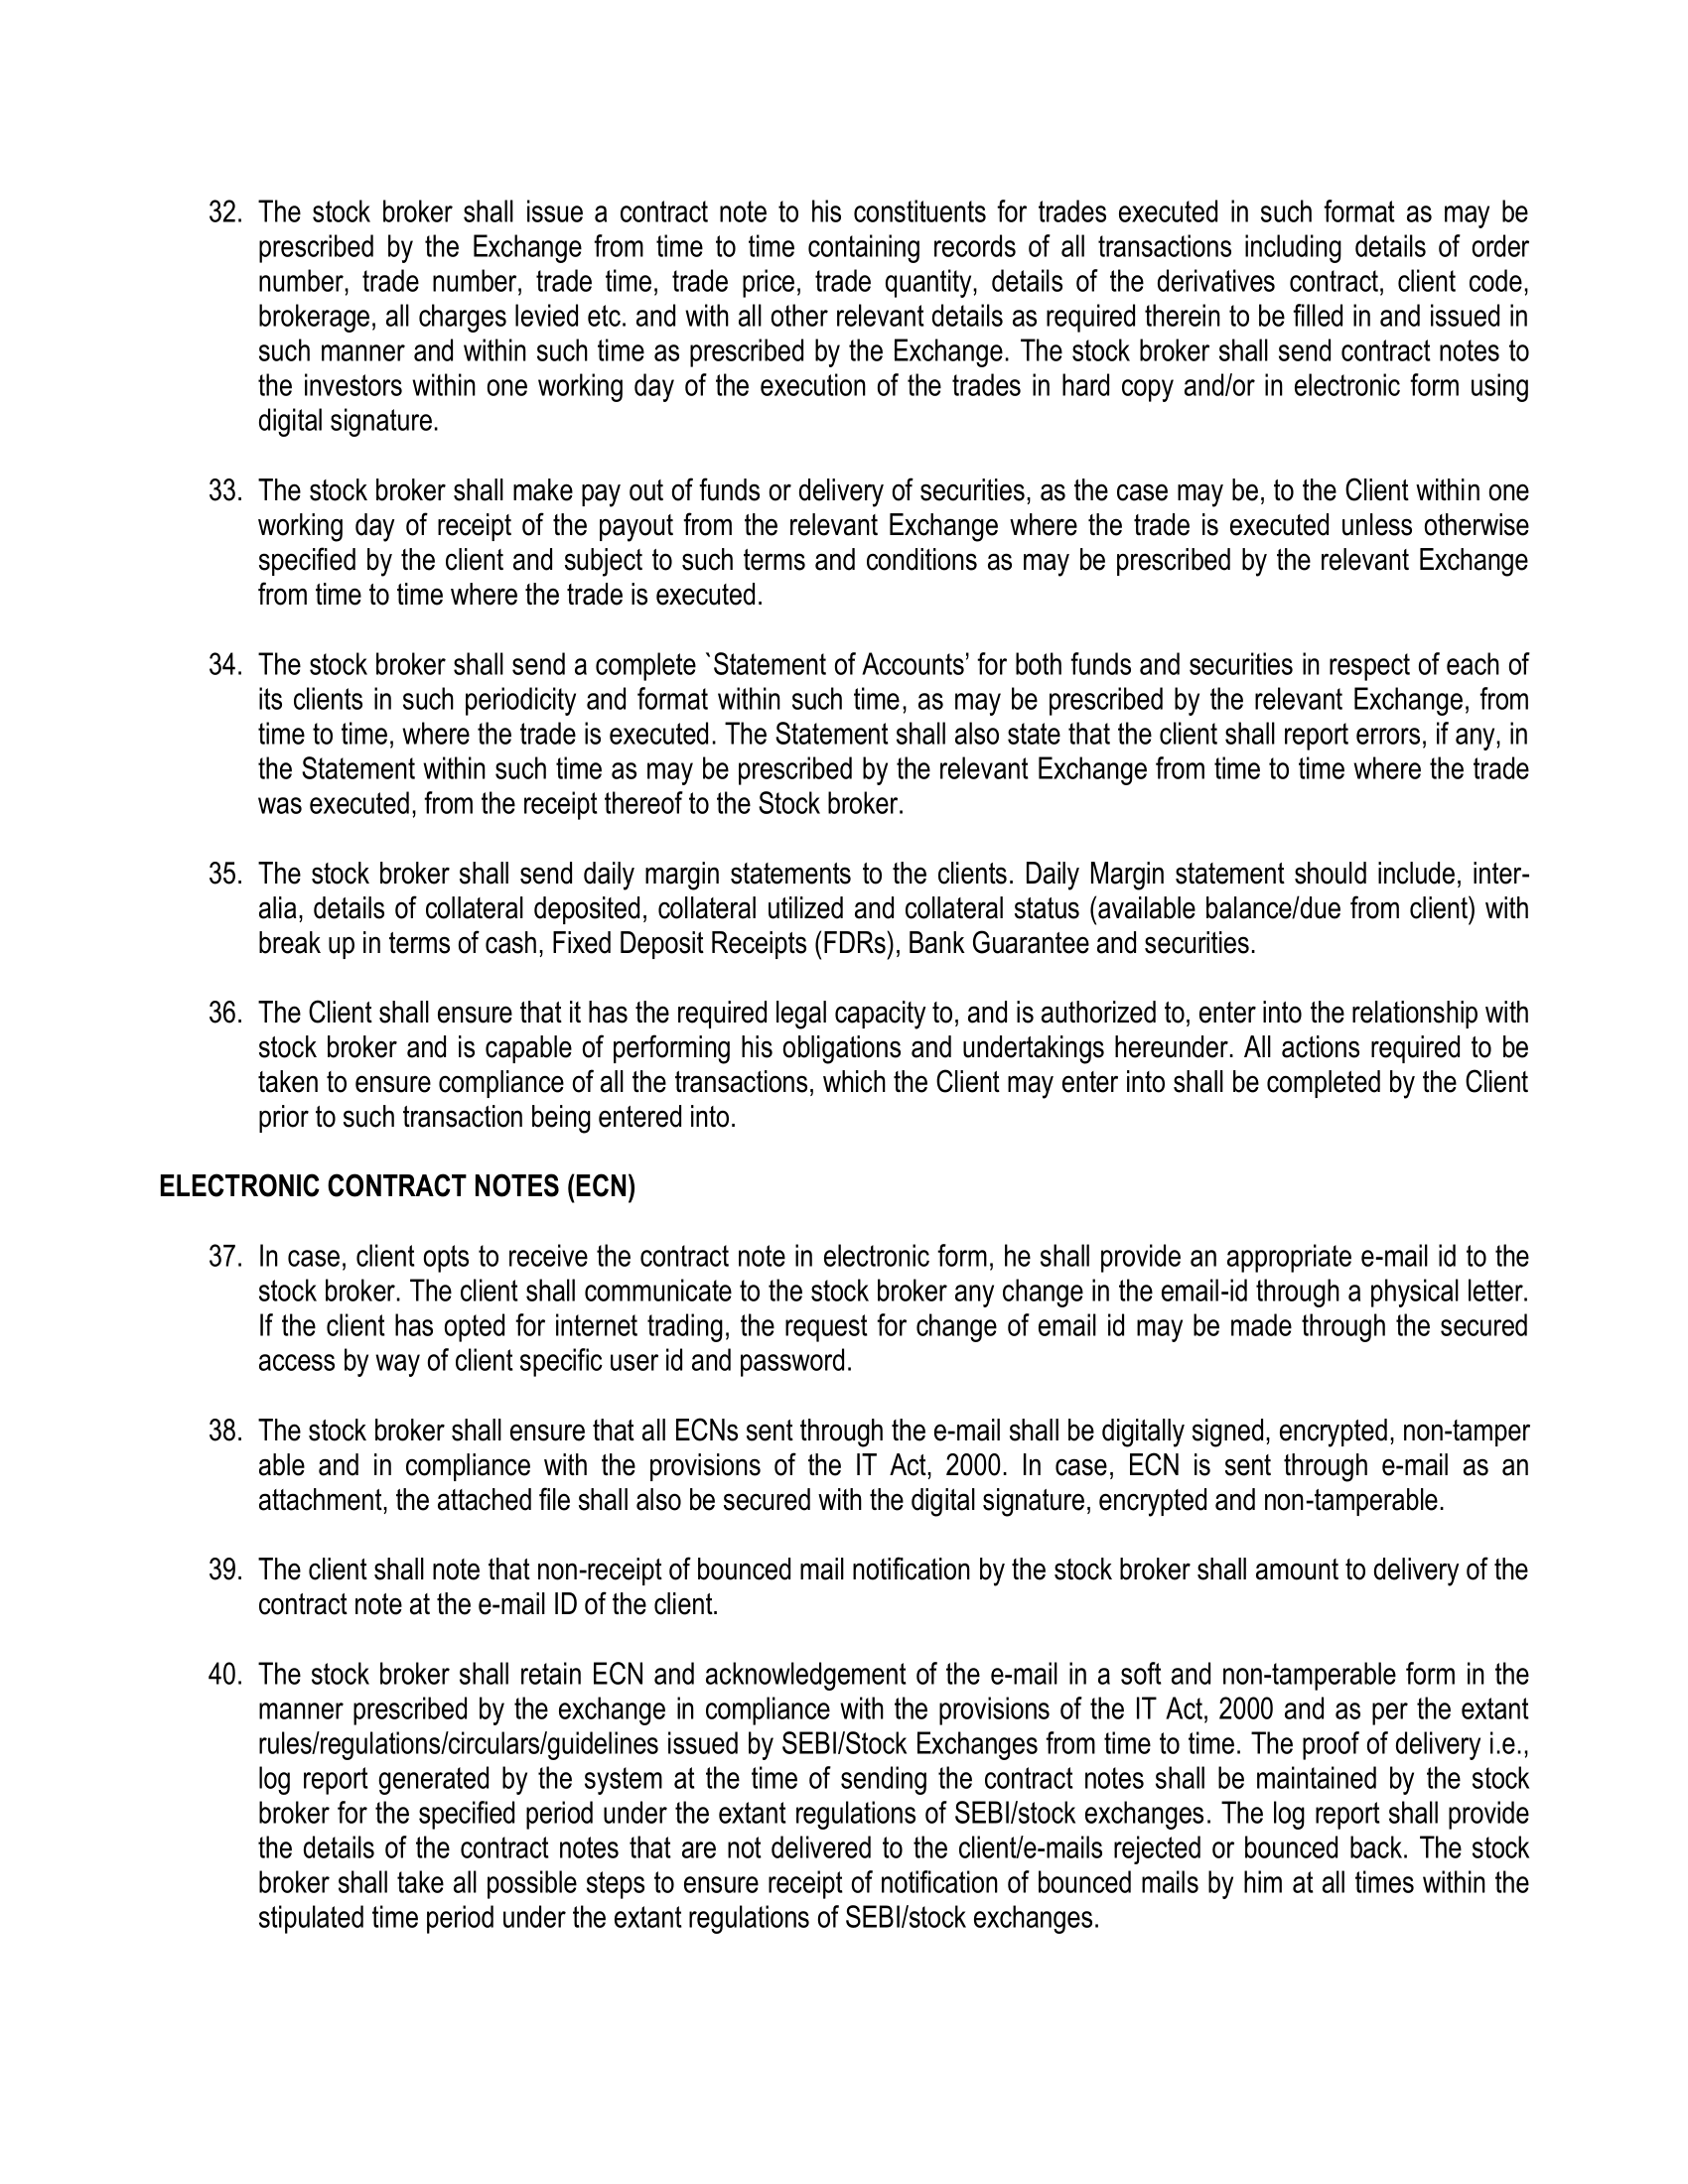 32. The stock broker shall issue a contract note to his constituents for trades executed in such format as may be
prescribed by the Exchange from time to time containing records of all transactions including details of order
number, trade number, trade time, trade price, trade quantity, details of the derivatives contract, client code,
brokerage, all charges levied etc. and with all other relevant details as required therein to be filled in and issued in
such manner and within such time as prescribed by the Exchange. The stock broker shall send contract notes to
the investors within one working day of the execution of the trades in hard copy and/or in electronic form using
digital signature.
33. The stock broker shall make pay out of funds or delivery of securities, as the case may be, to the Client within one
working day of receipt of the payout from the relevant Exchange where the trade is executed unless otherwise
specified by the client and subject to such terms and conditions as may be prescribed by the relevant Exchange
from time to time where the trade is executed.
34. The stock broker shall send a complete `Statement of Accounts’ for both funds and securities in respect of each of
its clients in such periodicity and format within such time, as may be prescribed by the relevant Exchange, from
time to time, where the trade is executed. The Statement shall also state that the client shall report errors, if any, in
the Statement within such time as may be prescribed by the relevant Exchange from time to time where the trade
was executed, from the receipt thereof to the Stock broker.
35. The stock broker shall send daily margin statements to the clients. Daily Margin statement should include, inter-
alia, details of collateral deposited, collateral utilized and collateral status (available balance/due from client) with
break up in terms of cash, Fixed Deposit Receipts (FDRs), Bank Guarantee and securities.
36. The Client shall ensure that it has the required legal capacity to, and is authorized to, enter into the relationship with
stock broker and is capable of performing his obligations and undertakings hereunder. All actions required to be
taken to ensure compliance of all the transactions, which the Client may enter into shall be completed by the Client
prior to such transaction being entered into.
ELECTRONIC CONTRACT NOTES (ECN)
37. In case, client opts to receive the contract note in electronic form, he shall provide an appropriate e-mail id to the
stock broker. The client shall communicate to the stock broker any change in the email-id through a physical letter.
If the client has opted for internet trading, the request for change of email id may be made through the secured
access by way of client specific user id and password.
38. The stock broker shall ensure that all ECNs sent through the e-mail shall be digitally signed, encrypted, non-tamper
able and in compliance with the provisions of the IT Act, 2000. In case, ECN is sent through e-mail as an
attachment, the attached file shall also be secured with the digital signature, encrypted and non-tamperable.
39. The client shall note that non-receipt of bounced mail notification by the stock broker shall amount to delivery of the
contract note at the e-mail ID of the client.
40. The stock broker shall retain ECN and acknowledgement of the e-mail in a soft and non-tamperable form in the
manner prescribed by the exchange in compliance with the provisions of the IT Act, 2000 and as per the extant
rules/regulations/circulars/guidelines issued by SEBI/Stock Exchanges from time to time. The proof of delivery i.e.,
log report generated by the system at the time of sending the contract notes shall be maintained by the stock
broker for the specified period under the extant regulations of SEBI/stock exchanges. The log report shall provide
the details of the contract notes that are not delivered to the client/e-mails rejected or bounced back. The stock
broker shall take all possible steps to ensure receipt of notification of bounced mails by him at all times within the
stipulated time period under the extant regulations of SEBI/stock exchanges.